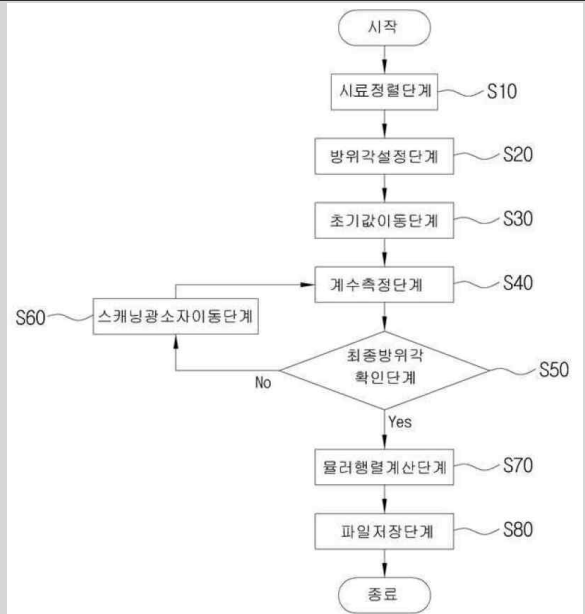 시작
시료정렬단계
S10
방위각설정단계
S20
초기값이동단계
S30
계수측정단계
S40
S60
스캐닝광소자이동단계
최종방위각
확인단계
S50
No
Yes
뮬러행렬계산단계
S70
파일저장단계
S80
종료